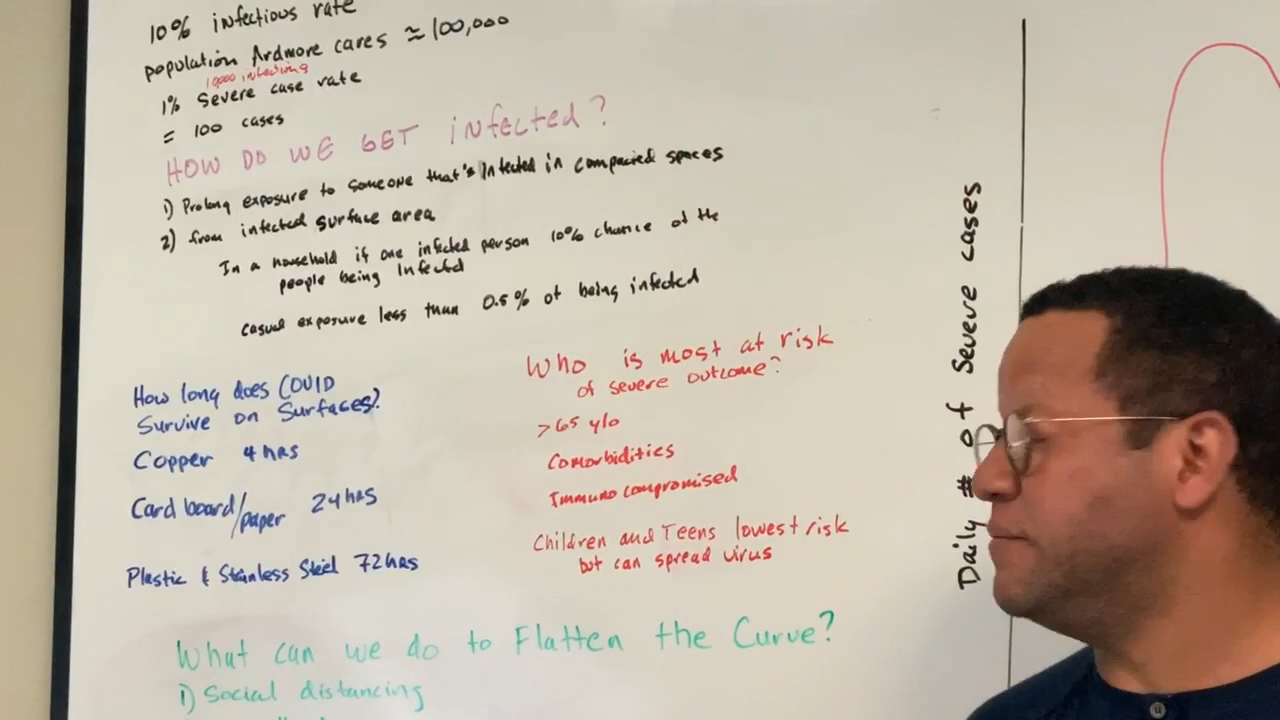 10% infectious rate
population Ardmore cares ≈ 100,000
10,000 infections
1% severe case rate
= 100 cases
HOW DO WE GET infected?
1) Prolong exposure to someone that's Infected in compacied spaces
2) from infected surface area
In a household if one infected person 10% chance of the
people being Infected
casual exposure less than 0.5% of being infected
How long does COVID
Survive on Surfaces?
Copper 4 hrs
Card board/paper 24 hrs
Plastic & Stainless Steel 72 hrs
Who is most at risk
of severe outcome?
>65 y/o
Comorbidities
Immuno compromised
Children and Teens lowest risk
but can spread virus
What can we do to Flatten the Curve?
1) Social distancing
Daily # of Severe cases